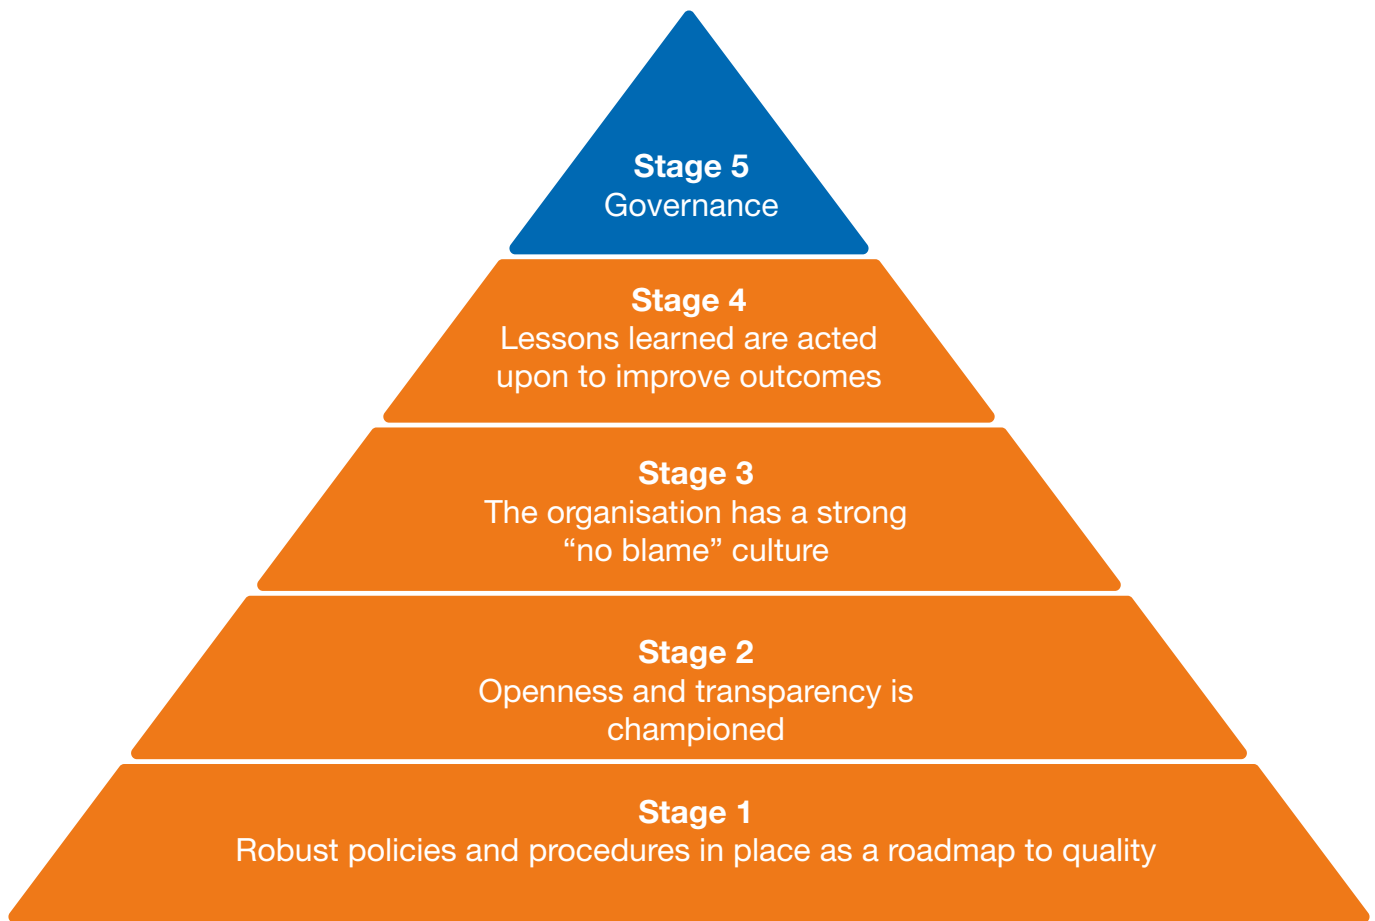 Stage 5
Governance
Stage 4
Lessons learned are acted
upon to improve outcomes
Stage 3
The organisation has a strong
“no blame” culture
Stage 2
Openness and transparency is
championed
Stage 1
Robust policies and procedures in place as a roadmap to quality